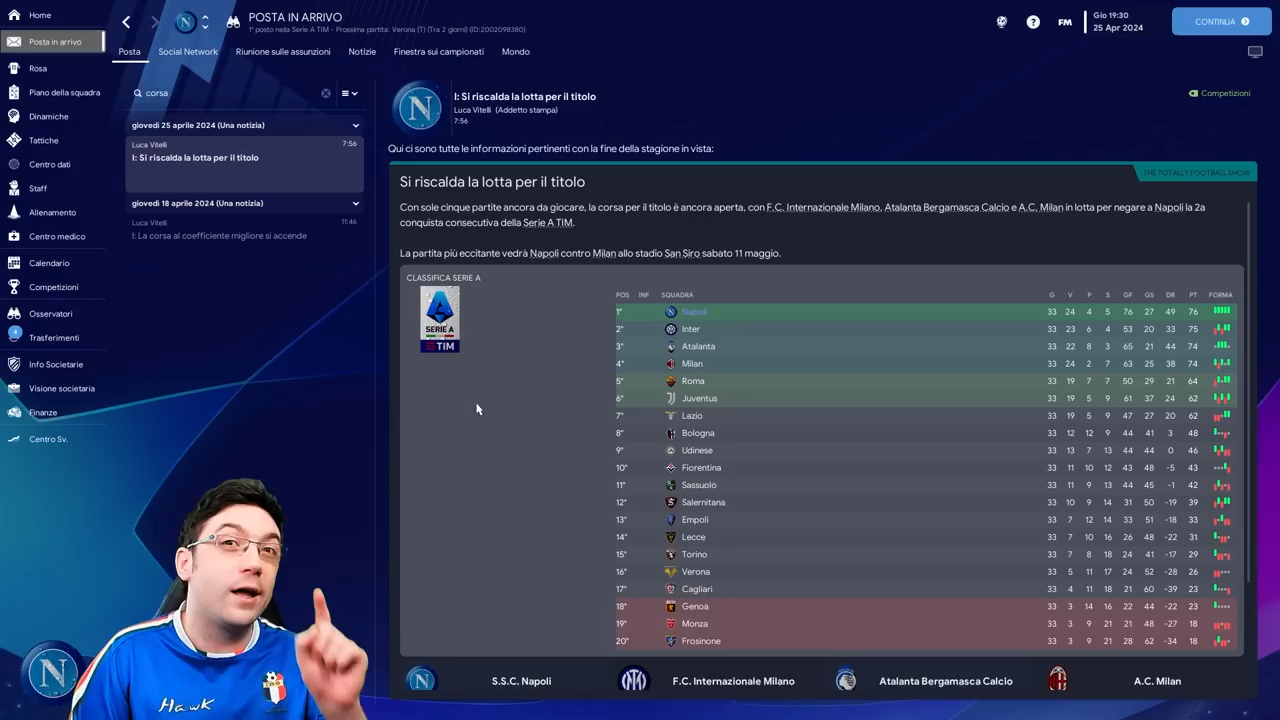 Home
POSTA IN ARRIVO
1° posto nella Serie A TIM - Prossima partita: Verona (T) (Tra 2 giorni) (ID:2002098380)
FM
Gio 19:30
25 Apr 2024
CONTINUA
Posta in arrivo
Rosa
Piano della squadra
Dinamiche
Tattiche
Centro dati
Staff
Allenamento
Centro medico
Calendario
Competizioni
Osservatori
4
Trasferimenti
Info Societarie
Visione societaria
Finanze
Centro Sv.
Posta
Social Network
Riunione sulle assunzioni
Notizie
Finestra sui campionati
Mondo
corsa
giovedì 25 aprile 2024 (Una notizia)
Luca Vitelli 7:56
I: Si riscalda la lotta per il titolo
giovedì 18 aprile 2024 (Una notizia)
Luca Vitelli 11:46
I: La corsa al coefficiente migliore si accende
I: Si riscalda la lotta per il titolo
Luca Vitelli (Addetto stampa)
7:56
Competizioni
Qui ci sono tutte le informazioni pertinenti con la fine della stagione in vista:
THE TOTALLY FOOTBALL SHOW
Si riscalda la lotta per il titolo
Con sole cinque partite ancora da giocare, la corsa per il titolo è ancora aperta, con F.C. Internazionale Milano, Atalanta Bergamasca Calcio e A.C. Milan in lotta per negare a Napoli la 2a
conquista consecutiva della Serie A TIM.
La partita più eccitante vedrà Napoli contro Milan allo stadio San Siro sabato 11 maggio.
CLASSIFICA SERIE A
SERIE A
TIM
POS INF SQUADRA G V P S GF GS DR PT FORMA
1° Napoli 33 24 4 5 76 27 49 76
2° Inter 33 23 6 4 53 20 33 75
3° Atalanta 33 22 8 3 65 21 44 74
4° Milan 33 24 2 7 63 25 38 74
5° Roma 33 19 7 7 50 29 21 64
6° Juventus 33 19 5 9 61 37 24 62
7° Lazio 33 19 5 9 47 27 20 62
8° Bologna 33 12 12 9 44 41 3 48
9° Udinese 33 13 7 13 44 44 0 46
10° Fiorentina 33 11 10 12 43 48 -5 43
11° Sassuolo 33 11 9 13 44 45 -1 42
12° Salernitana 33 10 9 14 31 50 -19 39
13° Empoli 33 7 12 14 33 51 -18 33
14° Lecce 33 7 10 16 26 48 -22 31
15° Torino 33 7 8 18 24 41 -17 29
16° Verona 33 5 11 17 24 52 -28 26
17° Cagliari 33 4 11 18 21 60 -39 23
18° Genoa 33 3 14 16 22 44 -22 23
19° Monza 33 3 9 21 21 48 -27 18
20° Frosinone 33 3 9 21 28 62 -34 18
S.S.C. Napoli
F.C. Internazionale Milano
Atalanta Bergamasca Calcio
A.C. Milan
N
Hawk